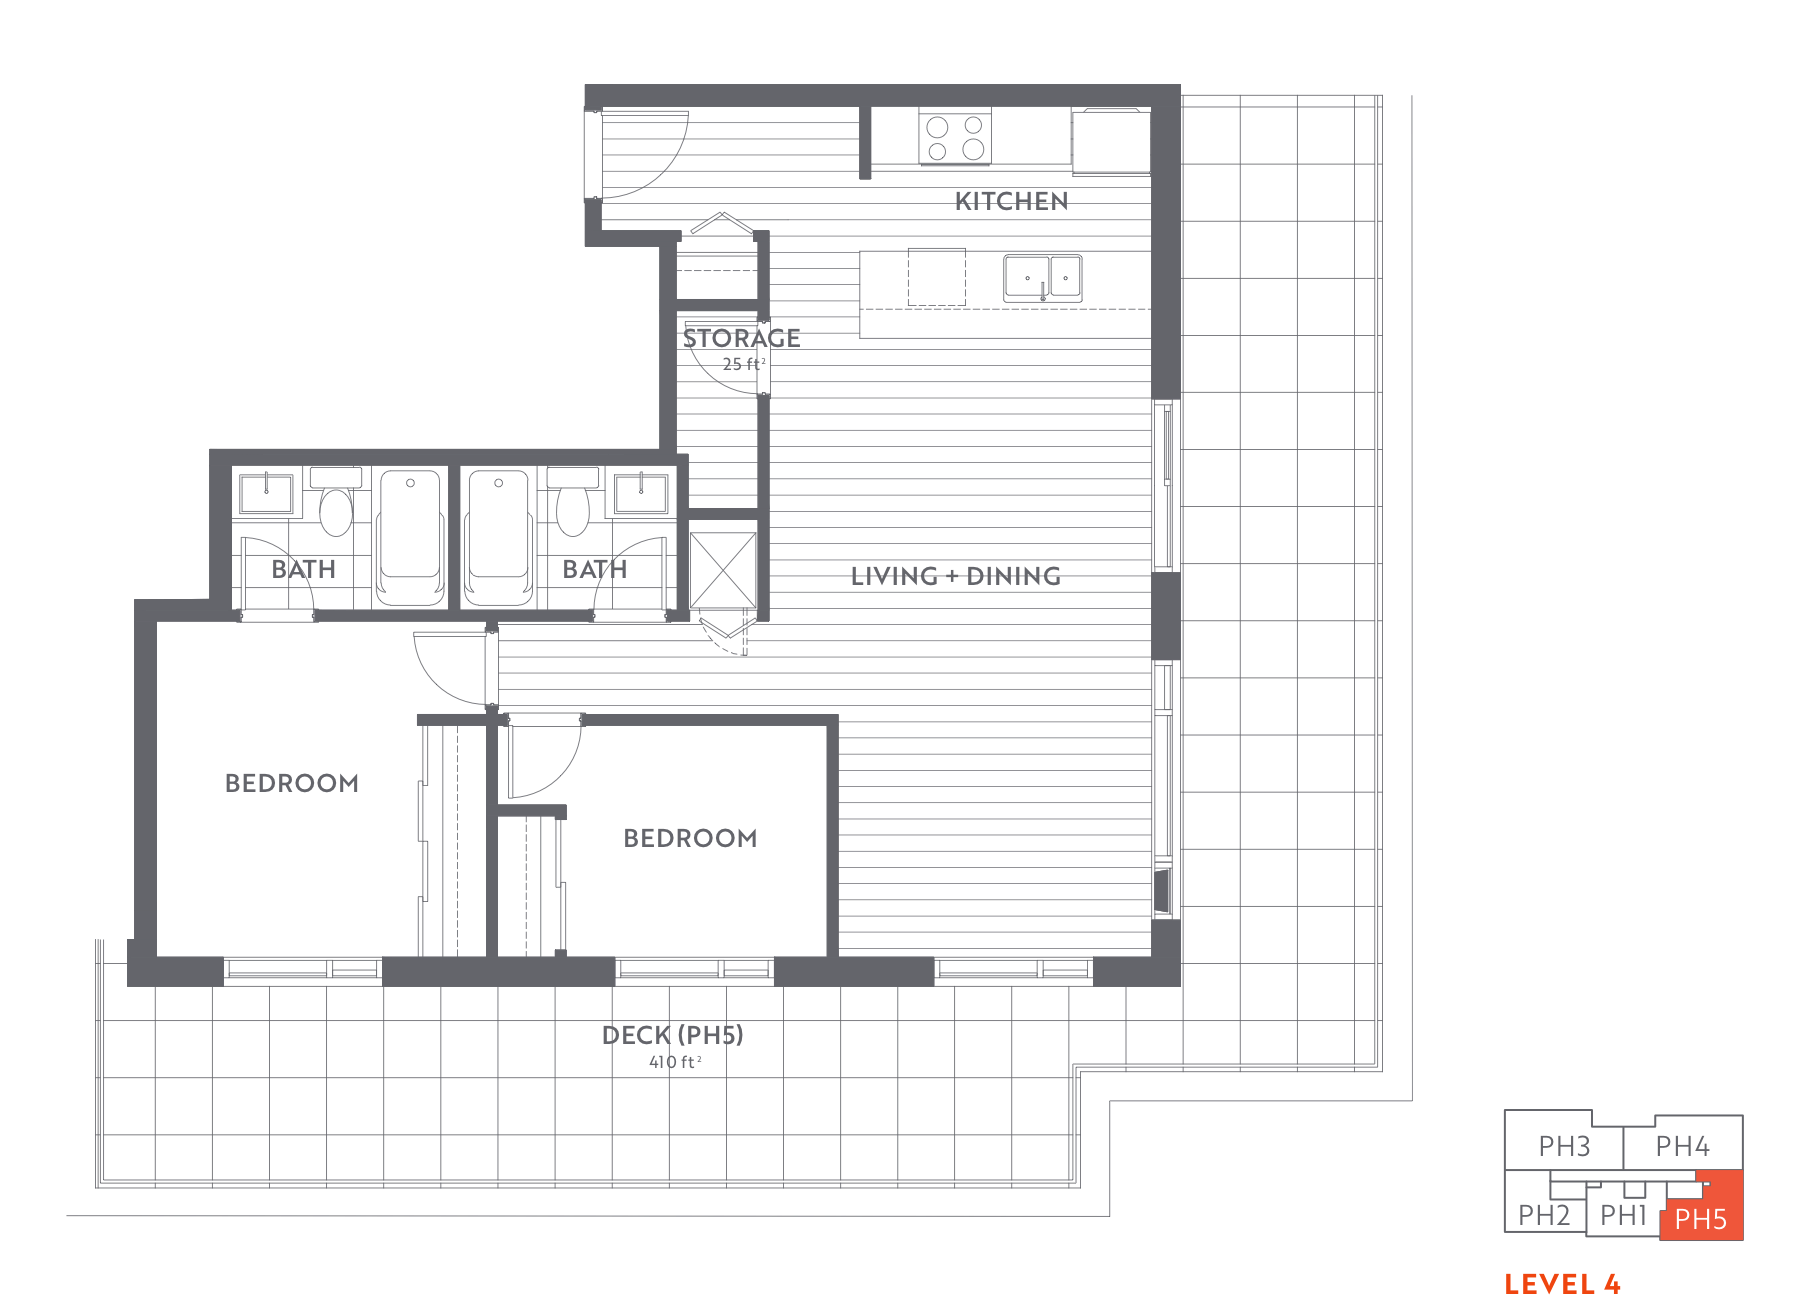 KITCHEN
STORAGE
25 ft²
BATH
BATH
LIVING + DINING
BEDROOM
BEDROOM
DECK (PH5)
410 ft²
PH3
PH4
PH2
PH1
PH5
LEVEL 4